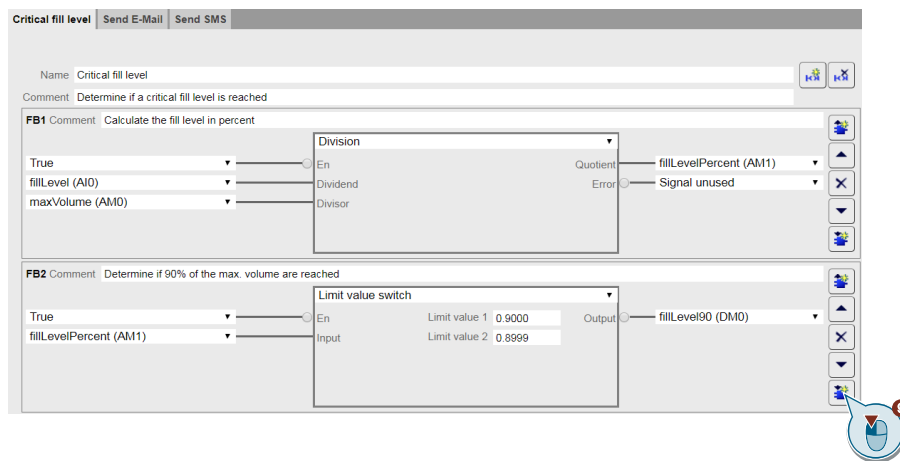 Critical fill level Send E-Mail Send SMS
Name Critical fill level
Comment Determine if a critical fill level is reached
FB1 Comment Calculate the fill level in percent
Division
True En Quotient fillLevelPercent (AM1)
fillLevel (AI0) Dividend Error Signal unused
maxVolume (AM0) Divisor
FB2 Comment Determine if 90% of the max. volume are reached
Limit value switch
True En Limit value 1 0.9000 Output fillLevel90 (DM0)
fillLevelPercent (AM1) Input Limit value 2 0.8999